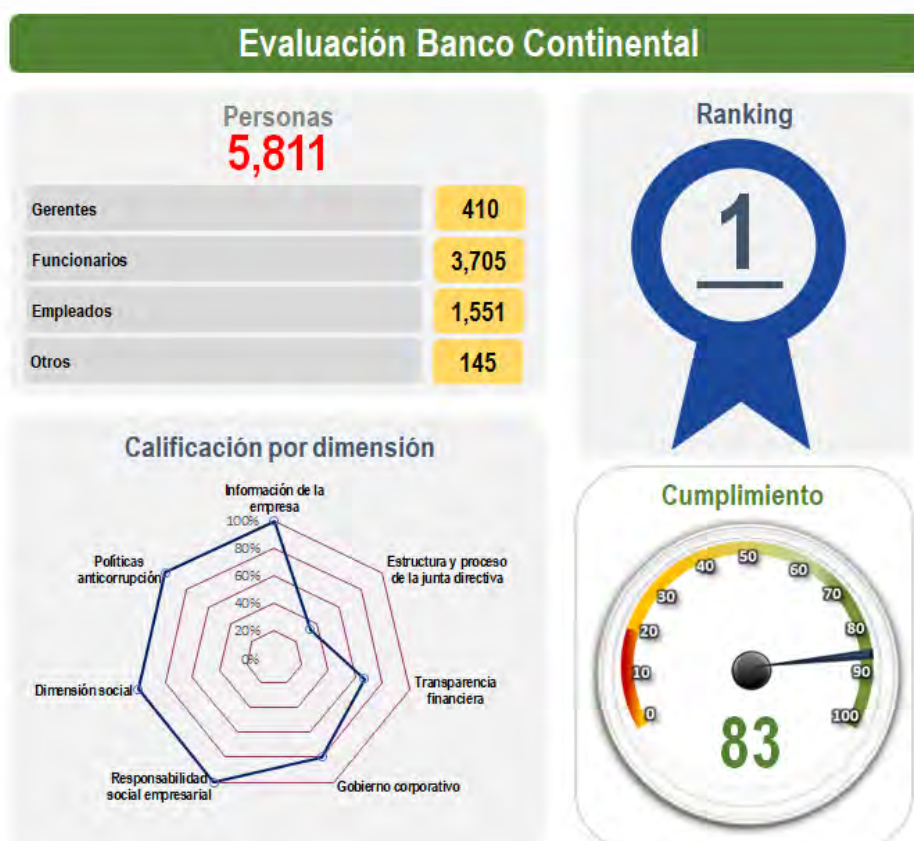 Evaluación Banco Continental
Personas
5,811
Gerentes 410
Funcionarios 3,705
Empleados 1,551
Otros 145
Ranking
1
Calificación por dimensión
Información de la
empresa
100%
80%
60%
40%
20%
0%
Estructura y proceso
de la junta directiva
Transparencia
financiera
Gobierno corporativo
Responsabilidad
social empresarial
Dimensión social
Políticas
anticorrupción
Cumplimiento
0
10
20
30
40
50
60
70
80
90
100
83